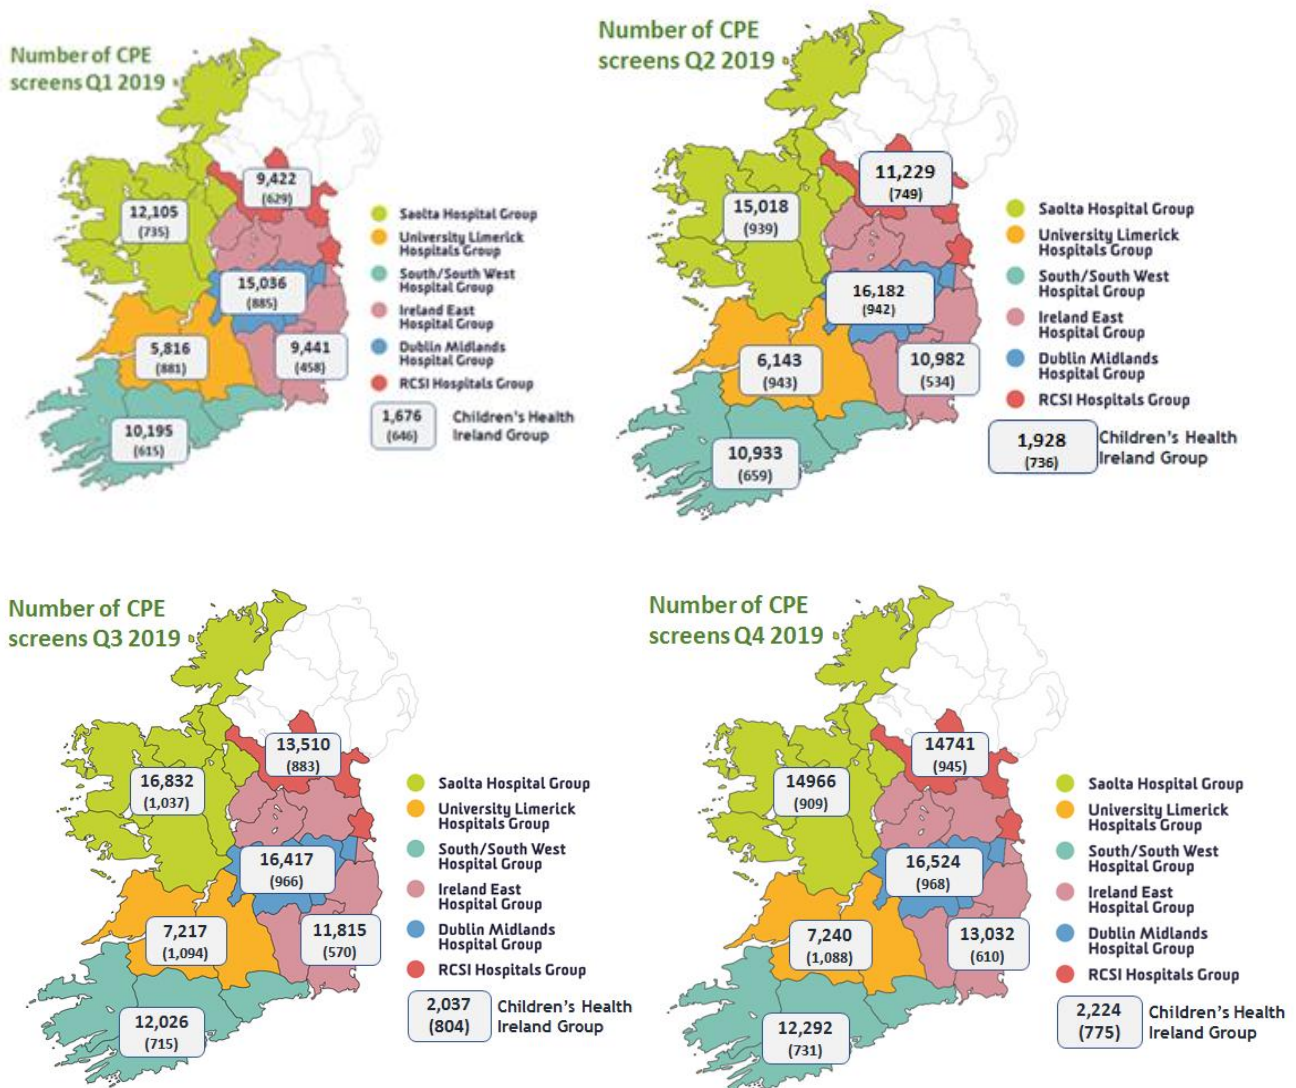 Number of CPE
screens Q1 2019
9,422
(629)
12,105
(735)
15,036
(885)
5,816
(881)
9,441
(458)
10,195
(615)
Saolta Hospital Group
University Limerick
Hospitals Group
South/South West
Hospital Group
Ireland East
Hospital Group
Dublin Midlands
Hospital Group
RCSI Hospitals Group
1,676
(646)
Children's Health
Ireland Group
Number of CPE
screens Q2 2019
11,229
(749)
15,018
(939)
16,182
(942)
6,143
(943)
10,982
(534)
10,933
(659)
Saolta Hospital Group
University Limerick
Hospitals Group
South/South West
Hospital Group
Ireland East
Hospital Group
Dublin Midlands
Hospital Group
RCSI Hospitals Group
1,928
(736)
Children's Health
Ireland Group
Number of CPE
screens Q3 2019
13,510
(883)
16,832
(1,037)
16,417
(966)
7,217
(1,094)
11,815
(570)
12,026
(715)
Saolta Hospital Group
University Limerick
Hospitals Group
South/South West
Hospital Group
Ireland East
Hospital Group
Dublin Midlands
Hospital Group
RCSI Hospitals Group
2,037
(804)
Children's Health
Ireland Group
Number of CPE
screens Q4 2019
14741
(945)
14966
(909)
16,524
(968)
7,240
(1,088)
13,032
(610)
12,292
(731)
Saolta Hospital Group
University Limerick
Hospitals Group
South/South West
Hospital Group
Ireland East
Hospital Group
Dublin Midlands
Hospital Group
RCSI Hospitals Group
2,224
(775)
Children's Health
Ireland Group